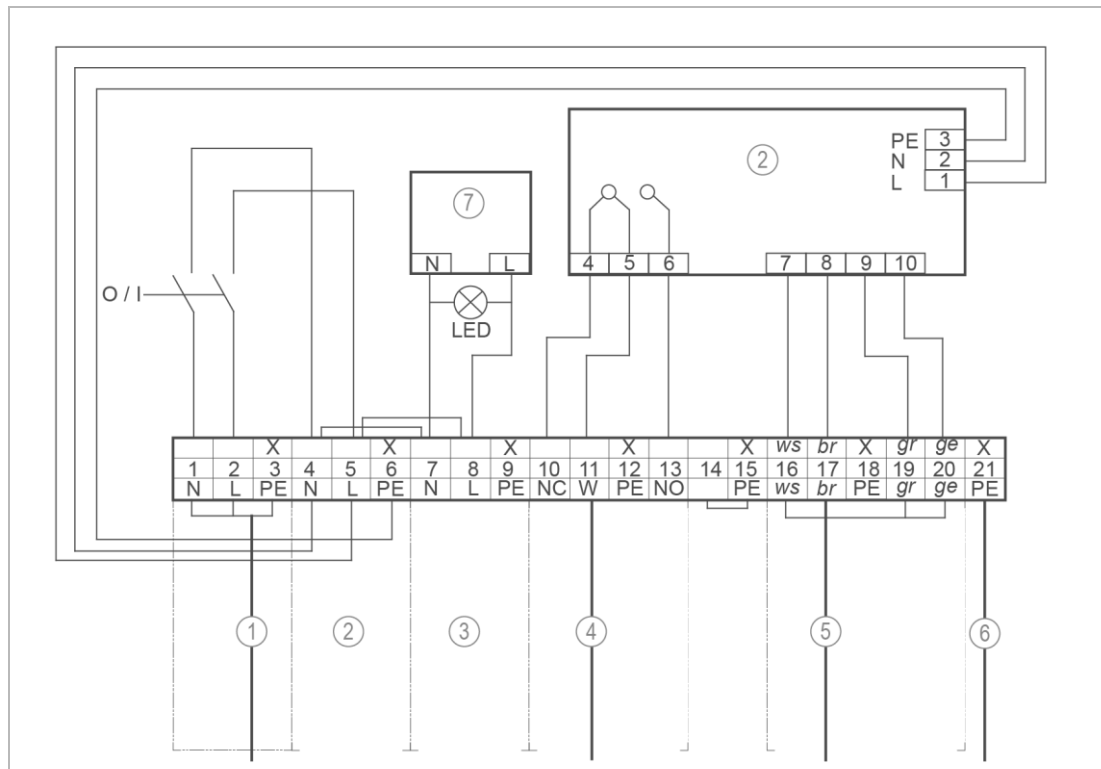 PE 3
N 2
L 1
2
7
N L
4 5 6
7 8 9 10
O / I
LED
X X X X X ws br X gr ge X
1 2 3 4 5 6 7 8 9 10 11 12 13 14 15 16 17 18 19 20 21
N L PE N L PE N L PE NC W PE NO PE ws br PE gr ge PE
1 2 3 4 5 6